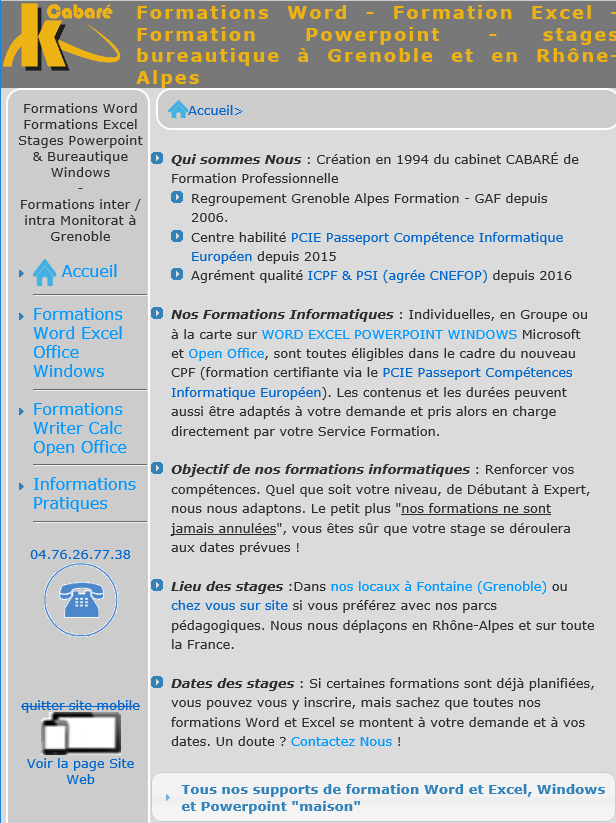 Cabaré
Formations Word - Formation Excel -
Formation Powerpoint - stages
bureautique à Grenoble et en Rhône-
Alpes
Formations Word
Formations Excel
Stages Powerpoint
& Bureautique
Windows
-
Formations inter /
intra Monitorat à
Grenoble
Accueil
Formations
Word Excel
Office
Windows
Formations
Writer Calc
Open Office
Informations
Pratiques
04.76.26.77.38
quitter site mobile
Voir la page Site
Web
Accueil>
Qui sommes Nous : Création en 1994 du cabinet CABARÉ de
Formation Professionnelle
Regroupement Grenoble Alpes Formation - GAF depuis
2006.
Centre habilité PCIE Passeport Compétence Informatique
Européen depuis 2015
Agrément qualité ICPF & PSI (agrée CNEFOP) depuis 2016
Nos Formations Informatiques : Individuelles, en Groupe ou
à la carte sur WORD EXCEL POWERPOINT WINDOWS Microsoft
et Open Office, sont toutes éligibles dans le cadre du nouveau
CPF (formation certifiante via le PCIE Passeport Compétences
Informatique Européen). Les contenus et les durées peuvent
aussi être adaptés à votre demande et pris alors en charge
directement par votre Service Formation.
Objectif de nos formations informatiques : Renforcer vos
compétences. Quel que soit votre niveau, de Débutant à Expert,
nous nous adaptons. Le petit plus "nos formations ne sont
jamais annulées", vous êtes sûr que votre stage se déroulera
aux dates prévues !
Lieu des stages :Dans nos locaux à Fontaine (Grenoble) ou
chez vous sur site si vous préférez avec nos parcs
pédagogiques. Nous nous déplaçons en Rhône-Alpes et sur toute
la France.
Dates des stages : Si certaines formations sont déjà planifiées,
vous pouvez vous y inscrire, mais sachez que toutes nos
formations Word et Excel se montent à votre demande et à vos
dates. Un doute ? Contactez Nous !
Tous nos supports de formation Word et Excel, Windows
et Powerpoint "maison"